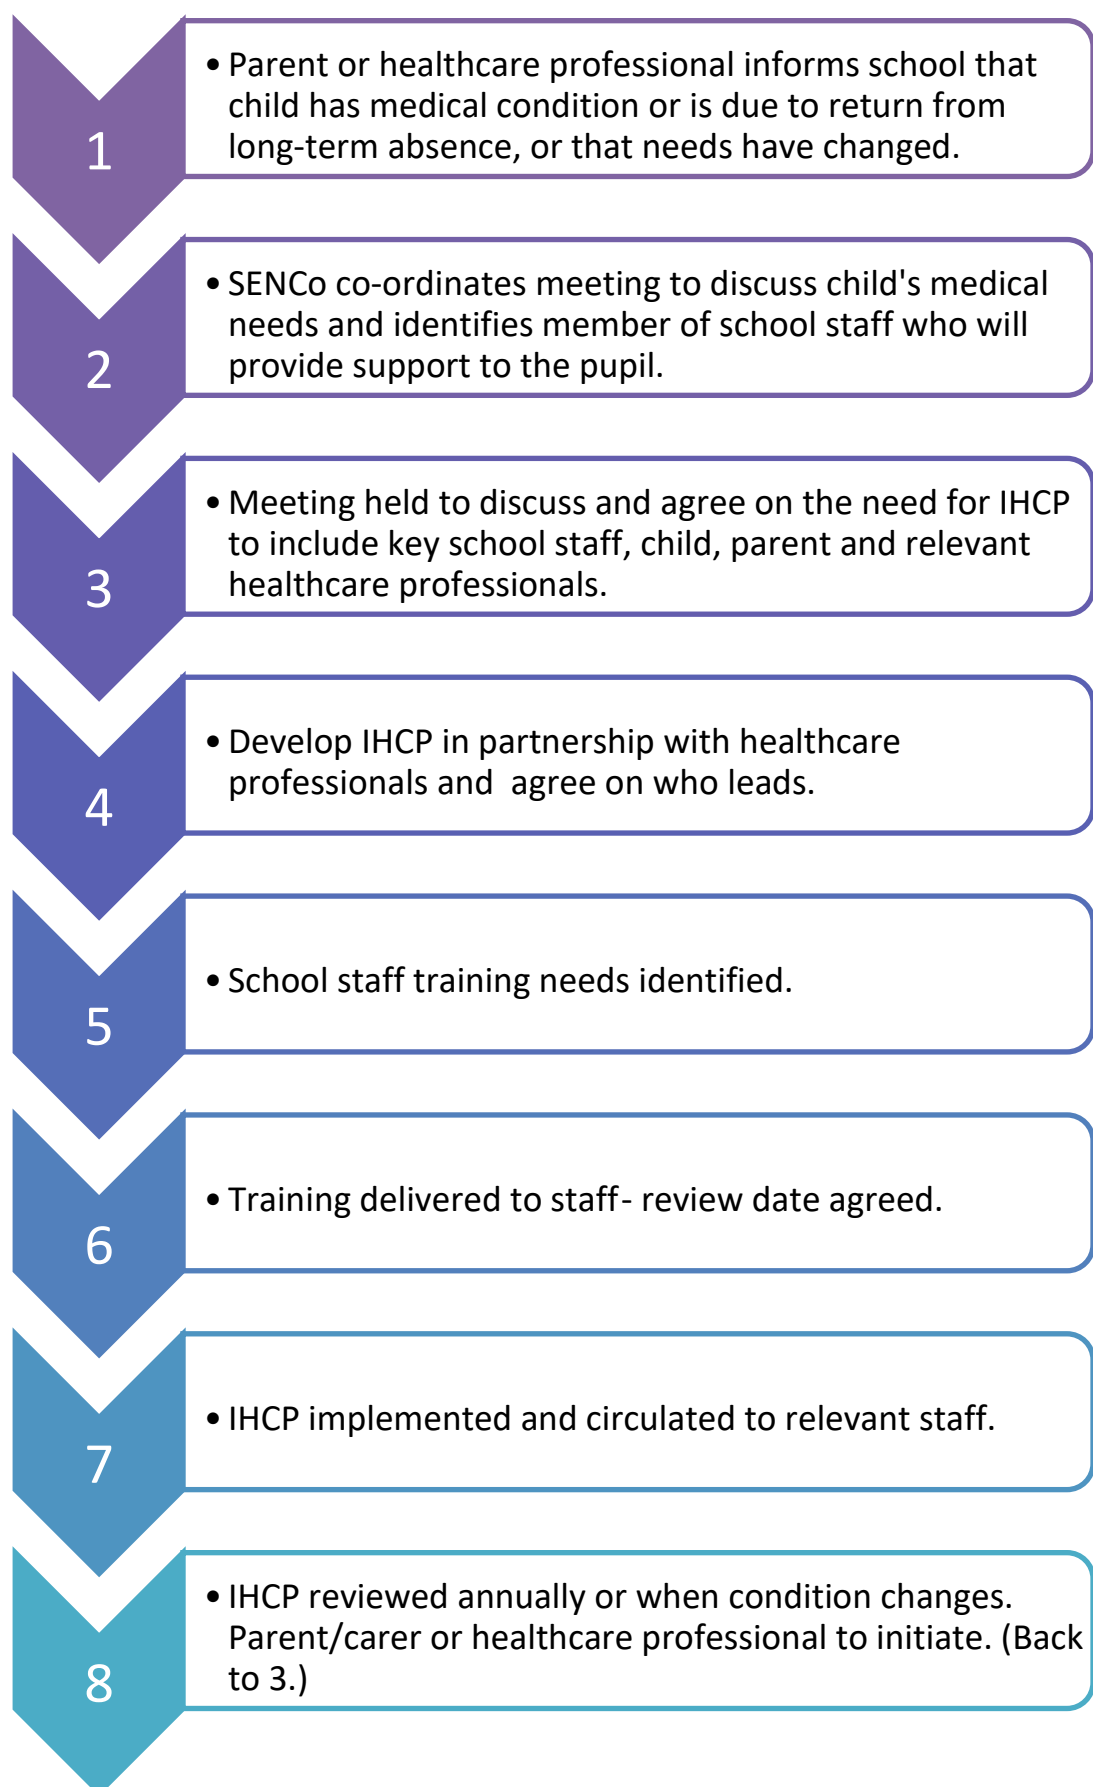 1
• Parent or healthcare professional informs school that
child has medical condition or is due to return from
long-term absence, or that needs have changed.
2
• SENCo co-ordinates meeting to discuss child's medical
needs and identifies member of school staff who will
provide support to the pupil.
3
• Meeting held to discuss and agree on the need for IHCP
to include key school staff, child, parent and relevant
healthcare professionals.
4
• Develop IHCP in partnership with healthcare
professionals and  agree on who leads.
5
• School staff training needs identified.
6
• Training delivered to staff- review date agreed.
7
• IHCP implemented and circulated to relevant staff.
8
• IHCP reviewed annually or when condition changes.
Parent/carer or healthcare professional to initiate. (Back
to 3.)